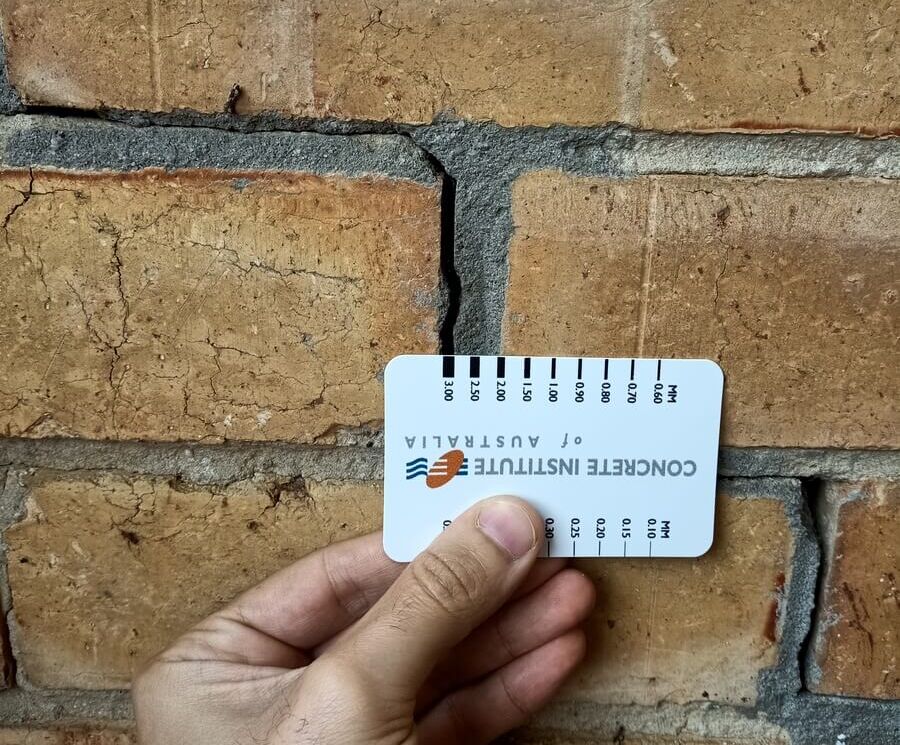 MM 0.10 0.15 0.20 0.25 0.30
CONCRETE INSTITUTE
of AUSTRALIA
MM 0.60 0.70 0.80 0.90 1.00 1.50 2.00 2.50 3.00